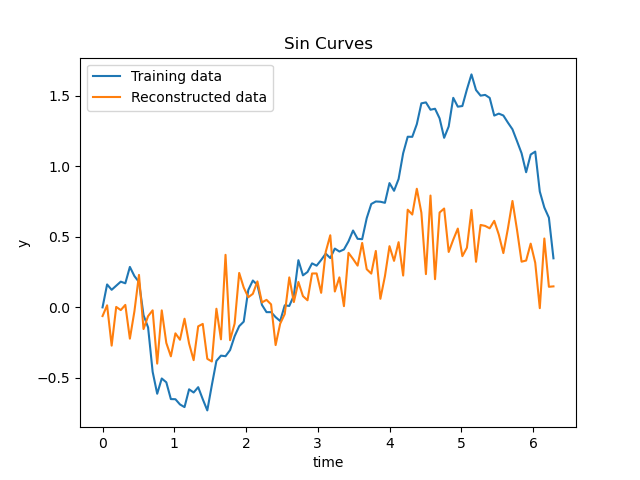 Sin Curves
Training data
Reconstructed data
y
1.5
1.0
0.5
0.0
−0.5
0 1 2 3 4 5 6
time